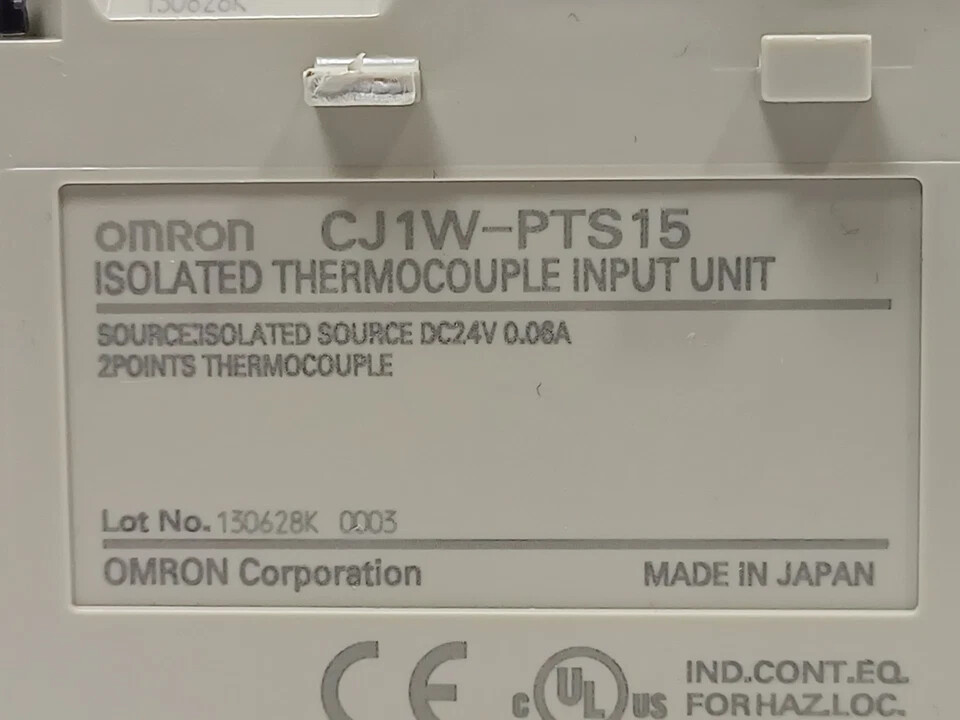 130628K
OMRON CJ1W-PTS15
ISOLATED THERMOCOUPLE INPUT UNIT
SOURCE:ISOLATED SOURCE DC24V 0.06A
2POINTS THERMOCOUPLE
Lot No. 130628K 0003
OMRON Corporation MADE IN JAPAN
CE c UL US IND.CONT.EQ.
FOR HAZ.LOC.